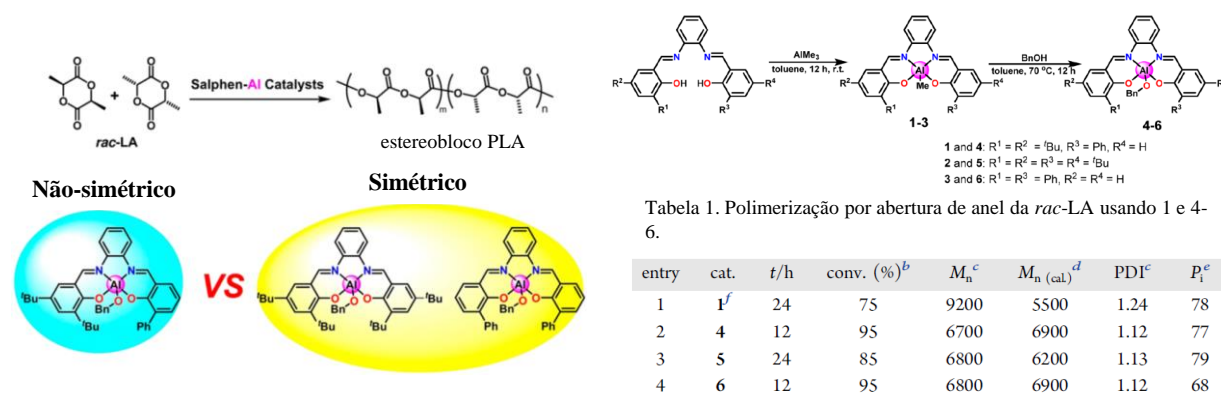 Salphen-Al Catalysts
rac-LA
+
estereobloco PLA
Não-simétrico
Simétrico
VS
AlMe₃
toluene, 12 h, r.t.
BnOH
toluene, 70 ºC, 12 h
1-3
4-6
1 and 4: R¹ = R² = ᵗBu, R³ = Ph, R⁴ = H
2 and 5: R¹ = R² = R³ = R⁴ = ᵗBu
3 and 6: R¹ = R³ = Ph, R² = R⁴ = H
Tabela 1. Polimerização por abertura de anel da rac-LA usando 1 e 4-
6.
entry cat. t/h conv. (%)ᵇ Mₙᶜ Mₙ (cal)ᵈ PDIᶜ Pᵢᵉ
1 1ᶠ 24 75 9200 5500 1.24 78
2 4 12 95 6700 6900 1.12 77
3 5 24 85 6800 6200 1.13 79
4 6 12 95 6800 6900 1.12 68